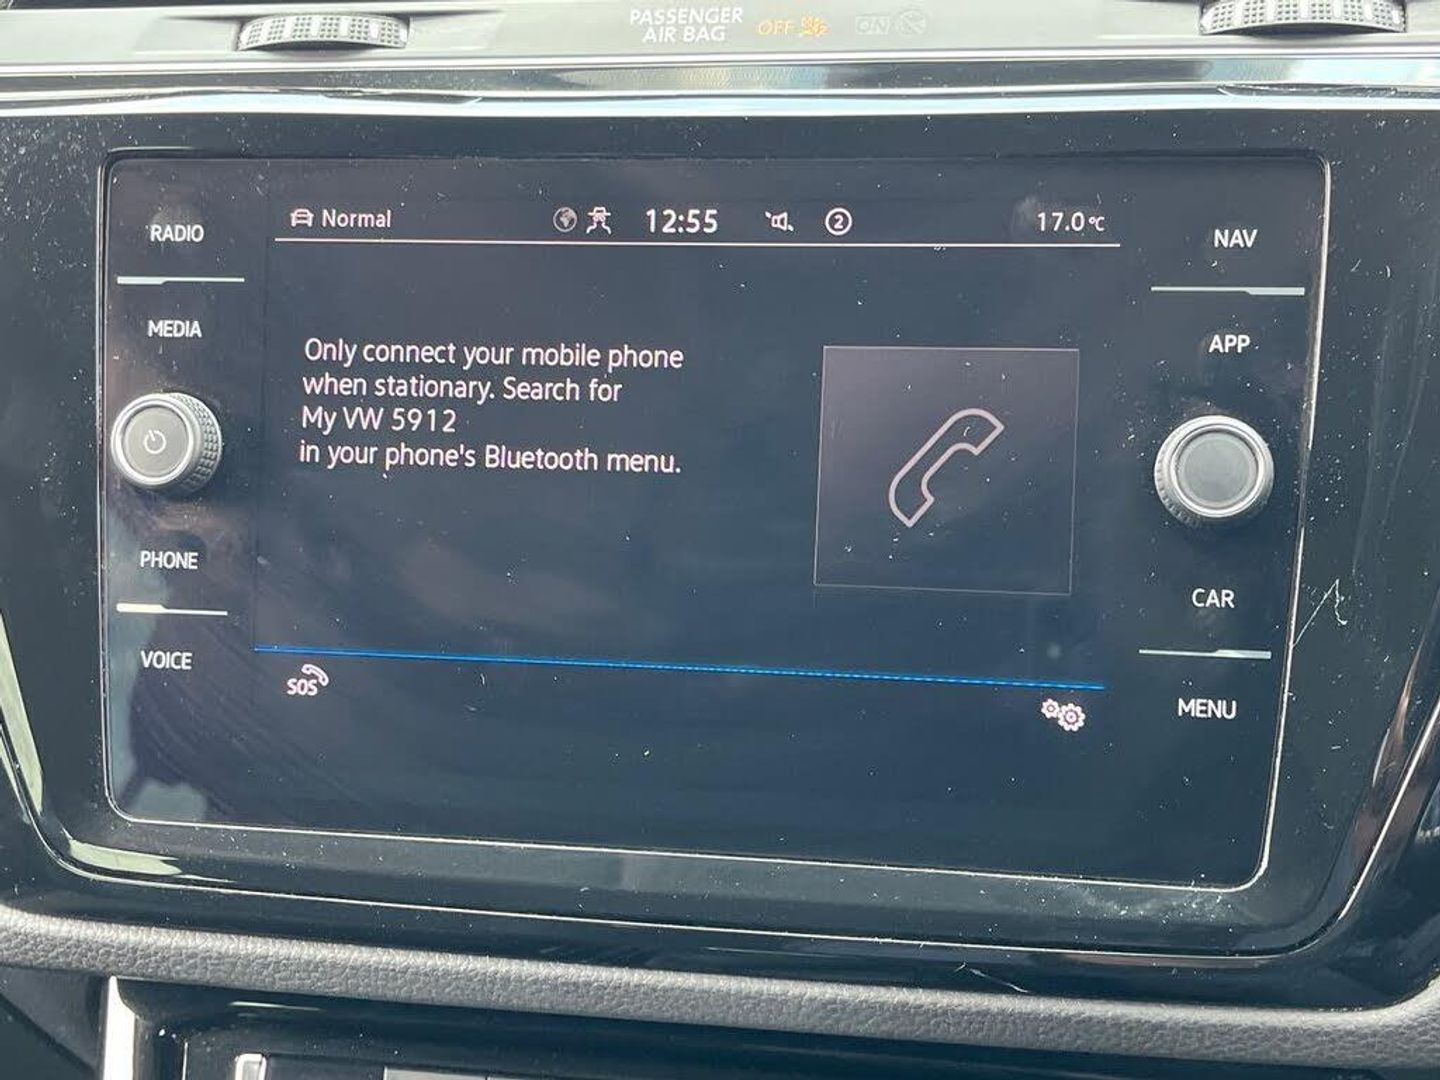 PASSENGER
AIR BAG OFF ON
RADIO
MEDIA
PHONE
VOICE
Normal 12:55 2 17.0°C
Only connect your mobile phone
when stationary. Search for
My VW 5912
in your phone's Bluetooth menu.
SOS
NAV
APP
CAR
MENU